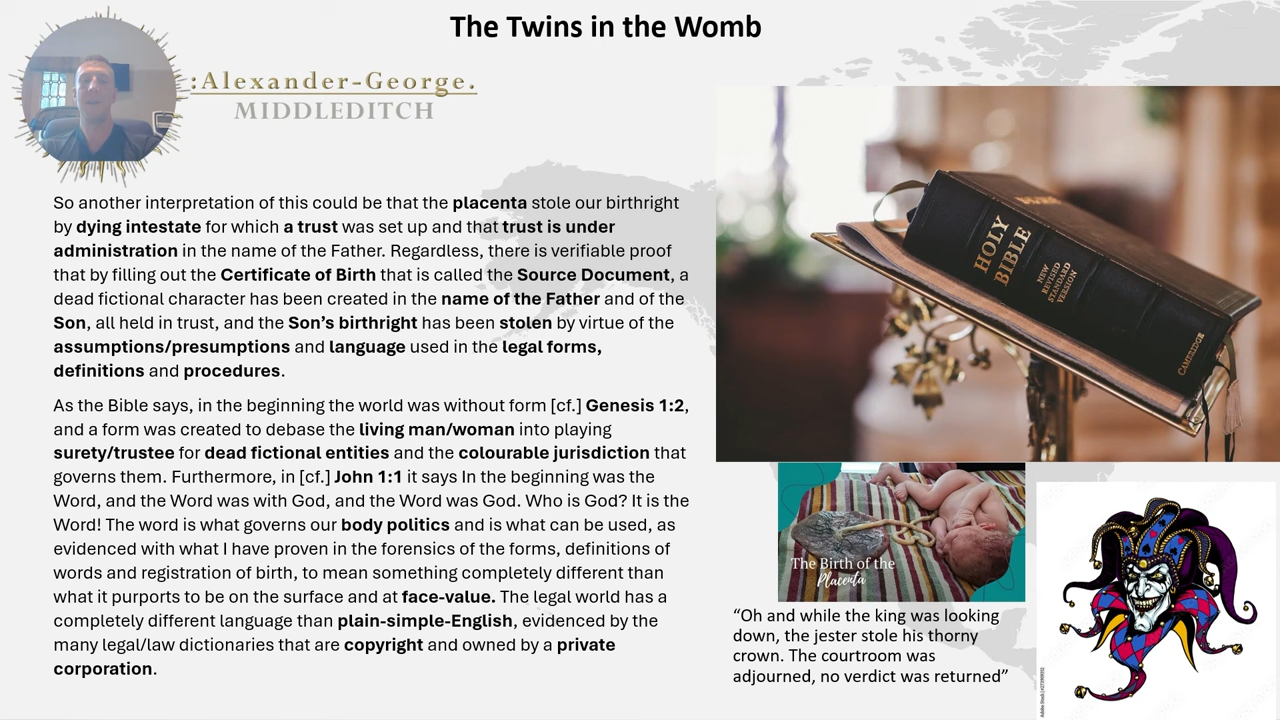 The Twins in the Womb
:Alexander-George.
MIDDLEDITCH
So another interpretation of this could be that the placenta stole our birthright
by dying intestate for which a trust was set up and that trust is under
administration in the name of the Father. Regardless, there is verifiable proof
that by filling out the Certificate of Birth that is called the Source Document, a
dead fictional character has been created in the name of the Father and of the
Son, all held in trust, and the Son’s birthright has been stolen by virtue of the
assumptions/presumptions and language used in the legal forms,
definitions and procedures.
As the Bible says, in the beginning the world was without form [cf.] Genesis 1:2,
and a form was created to debase the living man/woman into playing
surety/trustee for dead fictional entities and the colourable jurisdiction that
governs them. Furthermore, in [cf.] John 1:1 it says In the beginning was the
Word, and the Word was with God, and the Word was God. Who is God? It is the
Word! The word is what governs our body politics and is what can be used, as
evidenced with what I have proven in the forensics of the forms, definitions of
words and registration of birth, to mean something completely different than
what it purports to be on the surface and at face-value. The legal world has a
completely different language than plain-simple-English, evidenced by the
many legal/law dictionaries that are copyright and owned by a private
corporation.
HOLY
BIBLE
NEW
REVISED
STANDARD
VERSION
CAMBRIDGE
The Birth of the
Placenta
“Oh and while the king was looking
down, the jester stole his thorny
crown. The courtroom was
adjourned, no verdict was returned”